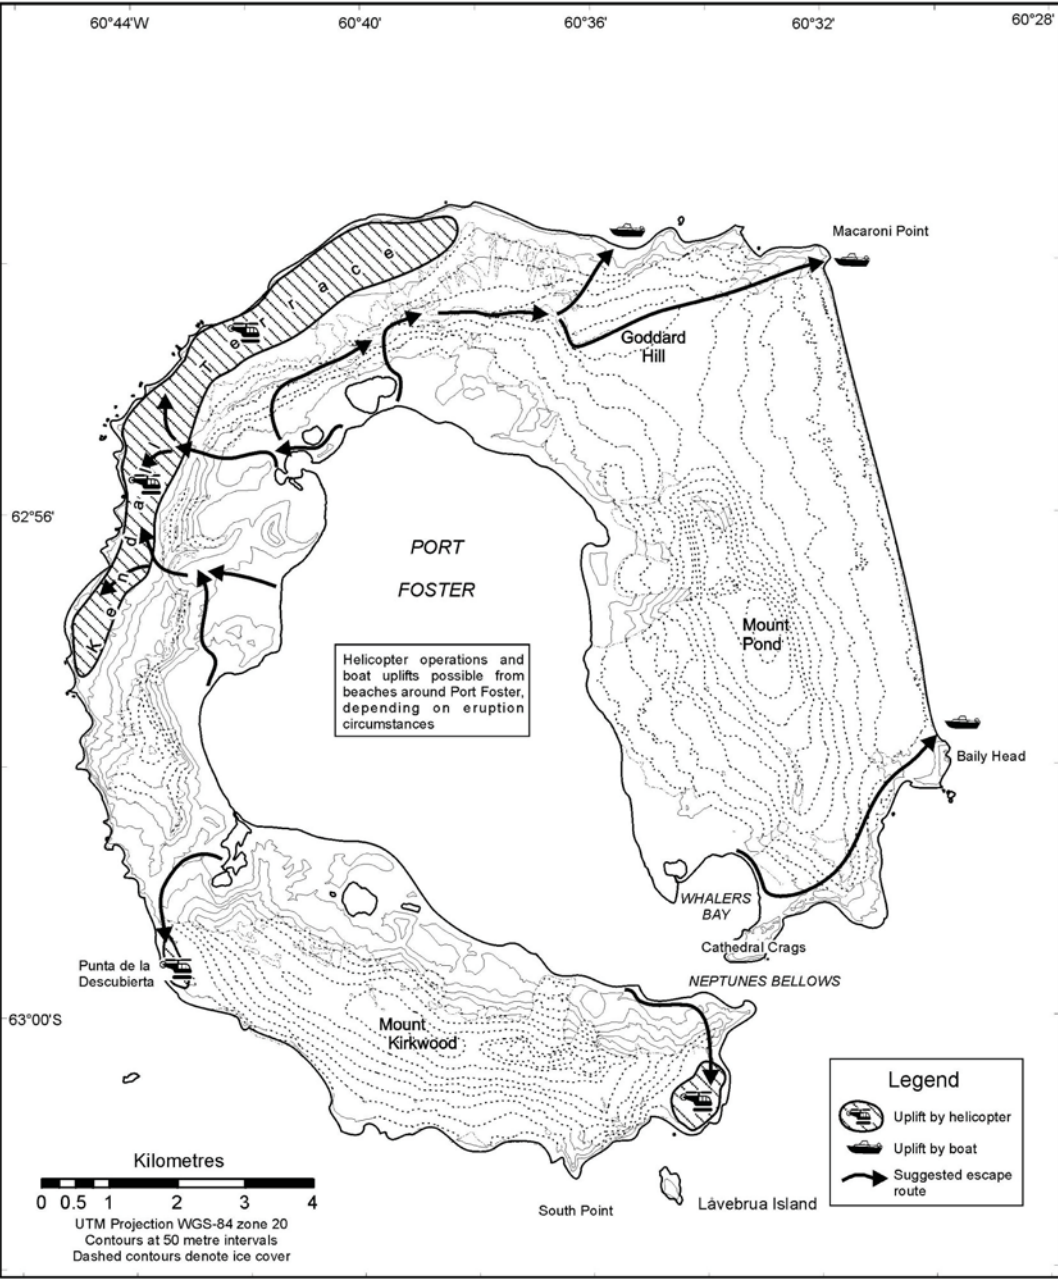 60°44'W
60°40'
60°36'
60°32'
60°28'
Macaroni Point
Kendall Terrace
Goddard
Hill
62°56'
PORT
FOSTER
Mount
Pond
Helicopter operations and
boat uplifts possible from
beaches around Port Foster,
depending on eruption
circumstances
Baily Head
WHALERS
BAY
Cathedral Crags
Punta de la
Descubierta
NEPTUNES BELLOWS
63°00'S
Mount
Kirkwood
Legend
Uplift by helicopter
Uplift by boat
Suggested escape
route
Kilometres
0 0.5 1 2 3 4
UTM Projection WGS-84 zone 20
Contours at 50 metre intervals
Dashed contours denote ice cover
South Point
Låvebrua Island